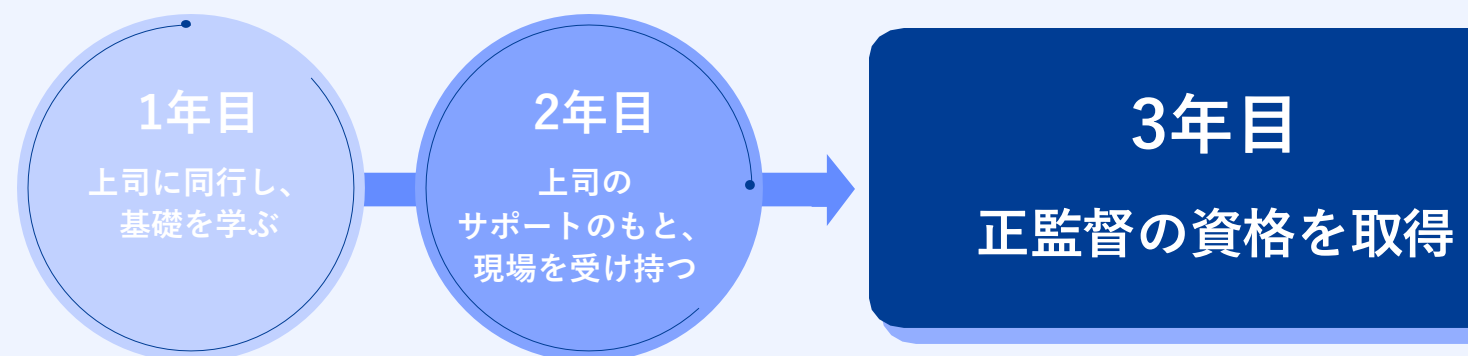 1年目
上司に同行し、
基礎を学ぶ
2年目
上司の
サポートのもと、
現場を受け持つ
3年目
正監督の資格を取得